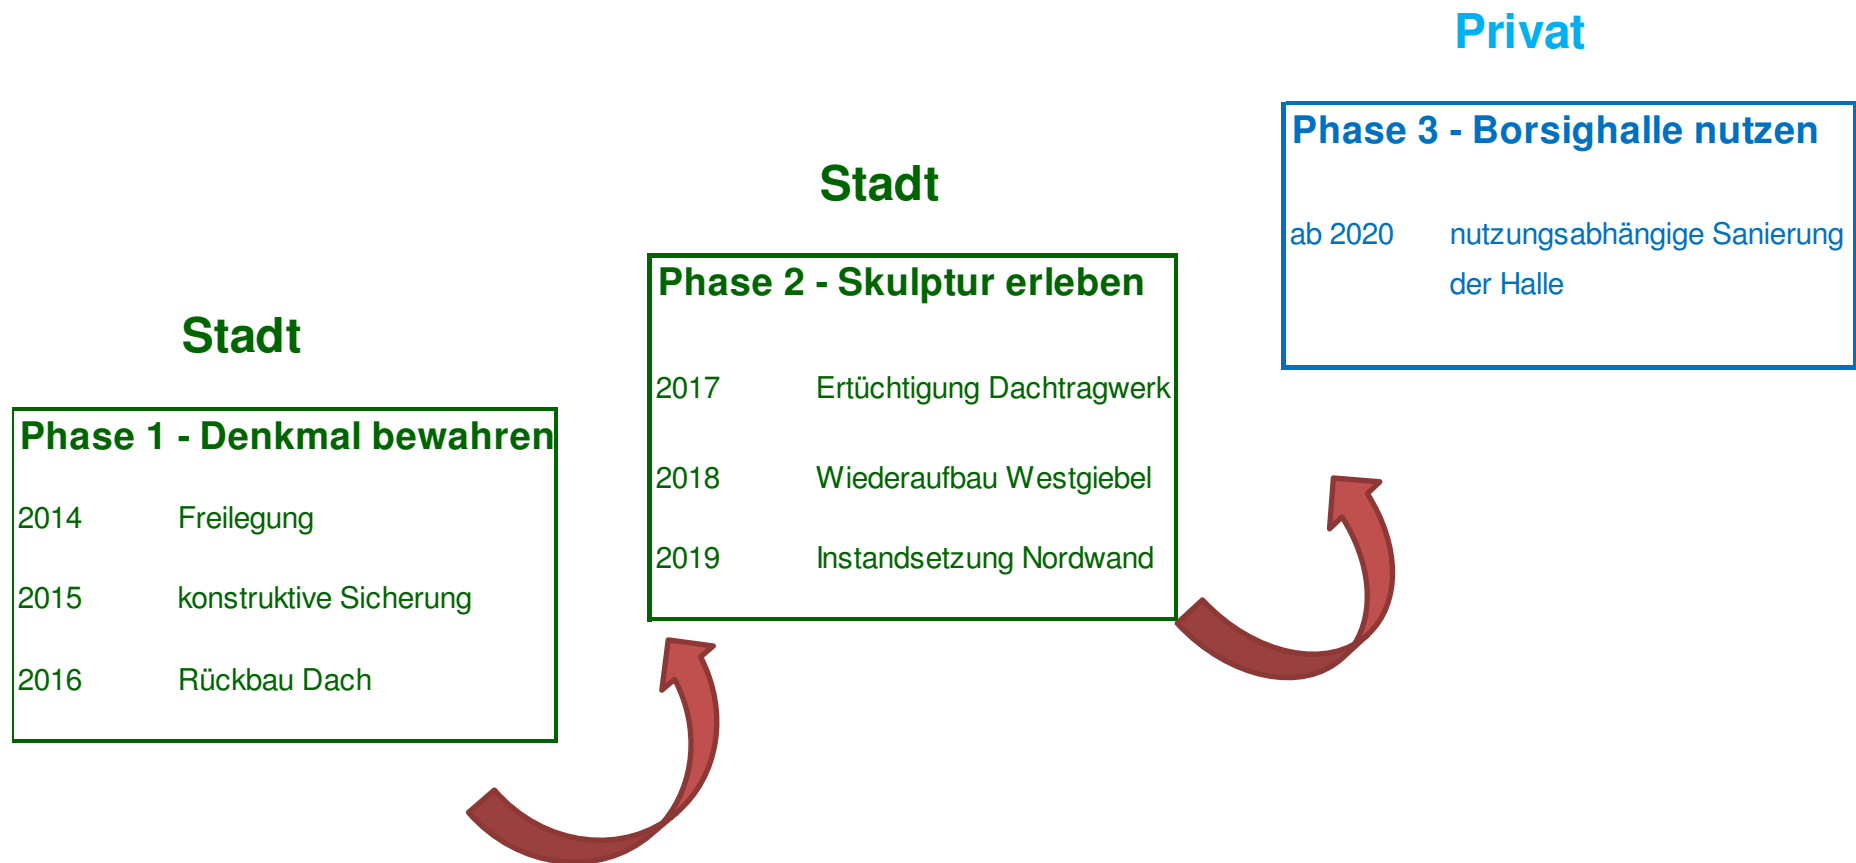 Stadt
Phase 1 - Denkmal bewahren
2014 Freilegung
2015 konstruktive Sicherung
2016 Rückbau Dach
Stadt
Phase 2 - Skulptur erleben
2017 Ertüchtigung Dachtragwerk
2018 Wiederaufbau Westgiebel
2019 Instandsetzung Nordwand
Privat
Phase 3 - Borsighalle nutzen
ab 2020 nutzungsabhängige Sanierung
der Halle